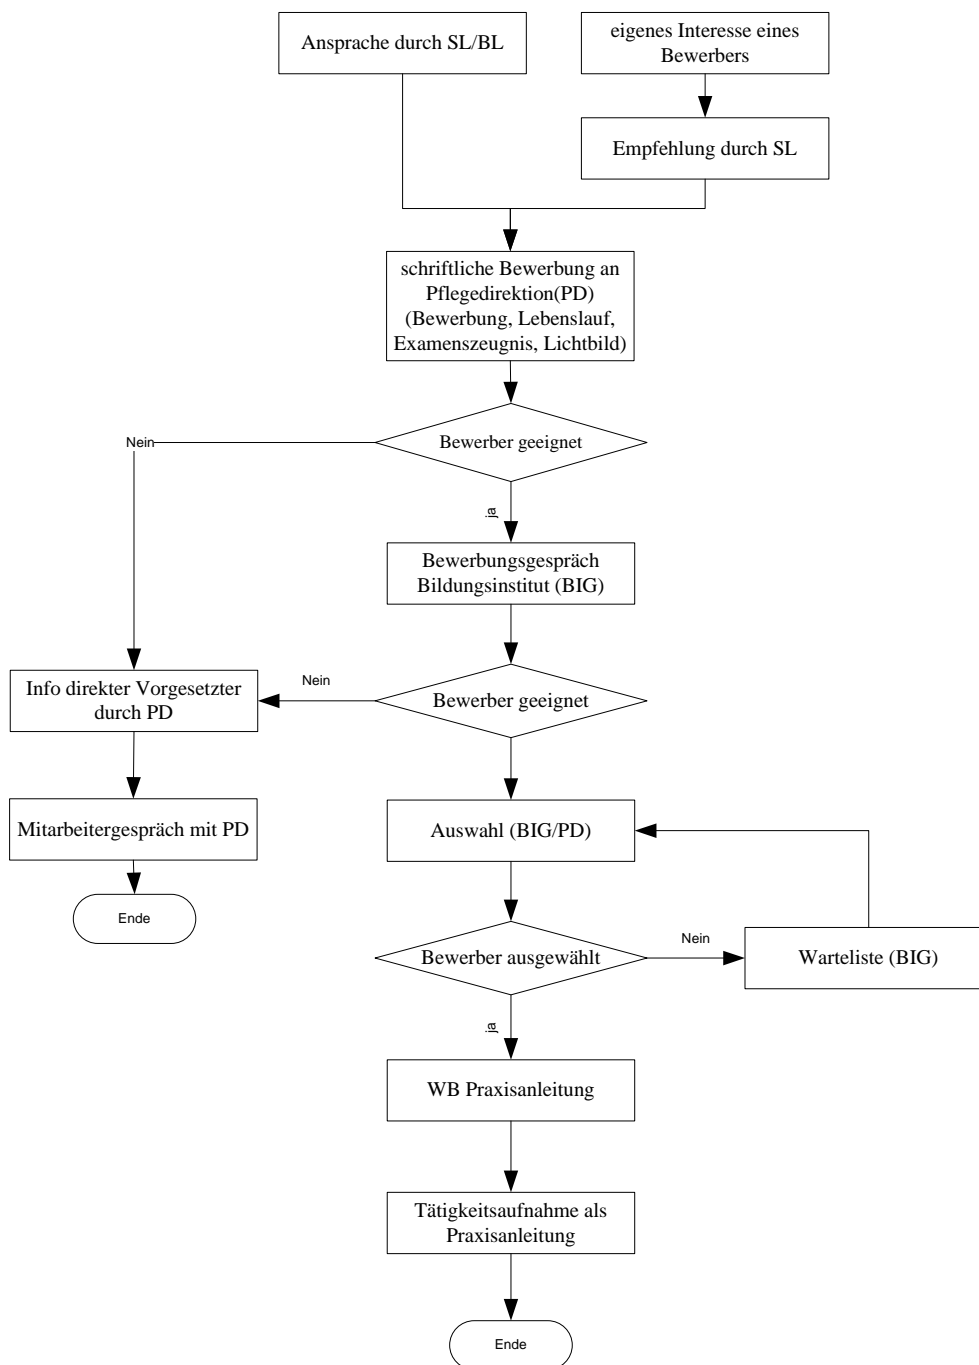 Ansprache durch SL/BL
eigenes Interesse eines
Bewerbers
Empfehlung durch SL
schriftliche Bewerbung an
Pflegedirektion(PD)
(Bewerbung, Lebenslauf,
Examenszeugnis, Lichtbild)
Nein
Bewerber geeignet
ja
Bewerbungsgespräch
Bildungsinstitut (BIG)
Info direkter Vorgesetzter
durch PD
Nein
Bewerber geeignet
Mitarbeitergespräch mit PD
Auswahl (BIG/PD)
Ende
Bewerber ausgewählt
Nein
Warteliste (BIG)
ja
WB Praxisanleitung
Tätigkeitsaufnahme als
Praxisanleitung
Ende